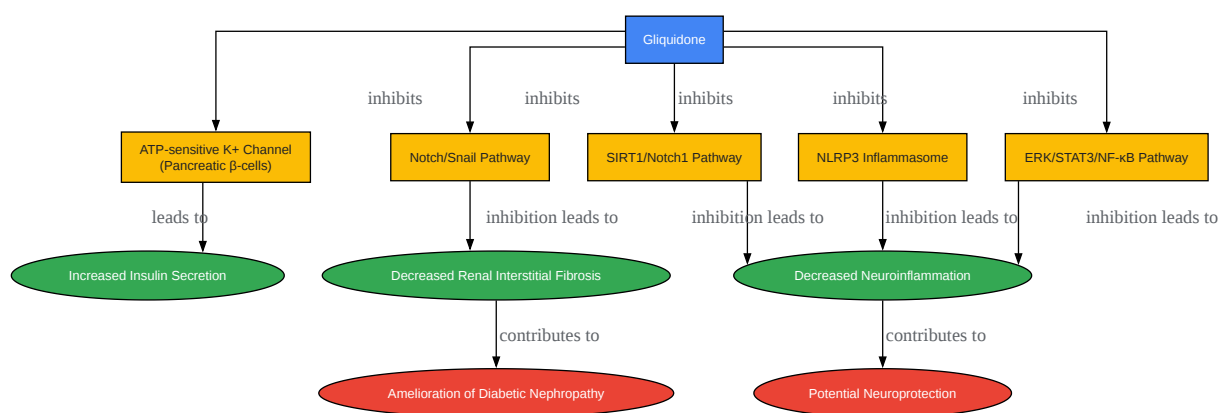 Gliquidone
inhibits
inhibits
inhibits
inhibits
inhibits
ATP-sensitive K+ Channel
(Pancreatic β-cells)
Notch/Snail Pathway
SIRT1/Notch1 Pathway
NLRP3 Inflammasome
ERK/STAT3/NF-κB Pathway
leads to
inhibition leads to
inhibition leads to
inhibition leads to
inhibition leads to
Increased Insulin Secretion
Decreased Renal Interstitial Fibrosis
Decreased Neuroinflammation
contributes to
contributes to
Amelioration of Diabetic Nephropathy
Potential Neuroprotection